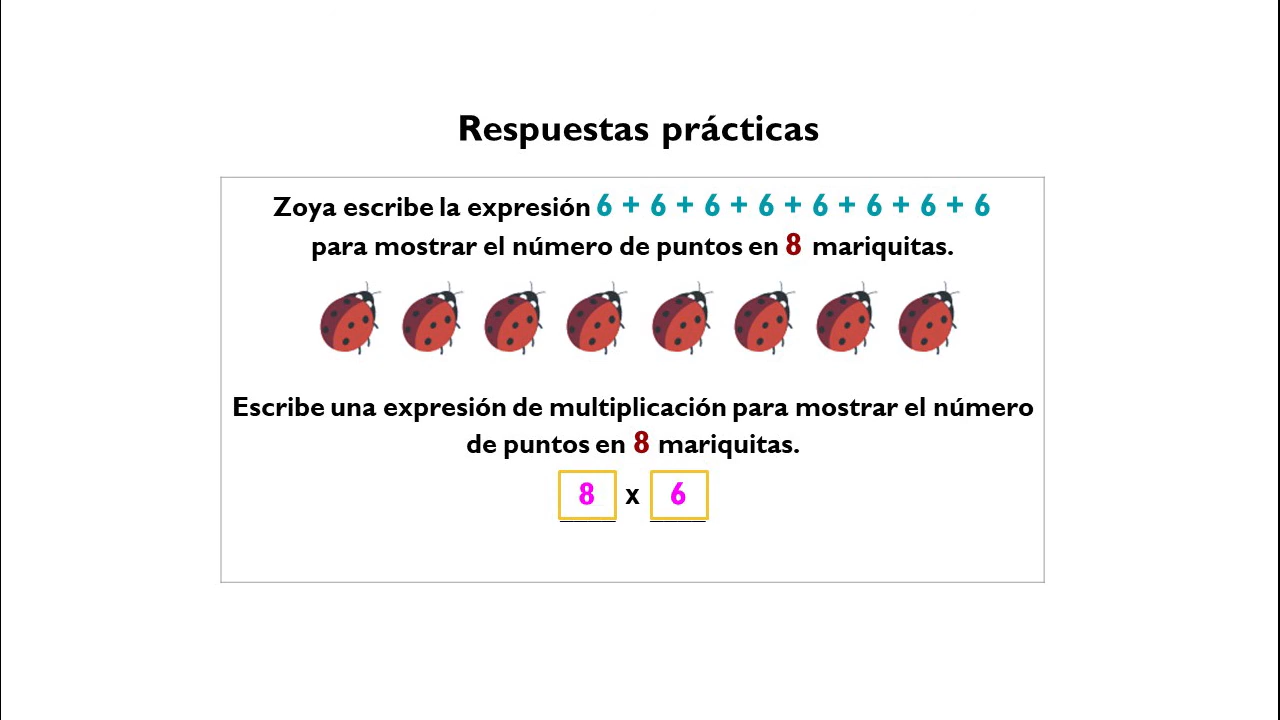 Respuestas prácticas
Zoya escribe la expresión 6 + 6 + 6 + 6 + 6 + 6 + 6 + 6
para mostrar el número de puntos en 8 mariquitas.
Escribe una expresión de multiplicación para mostrar el número
de puntos en 8 mariquitas.
8 x 6